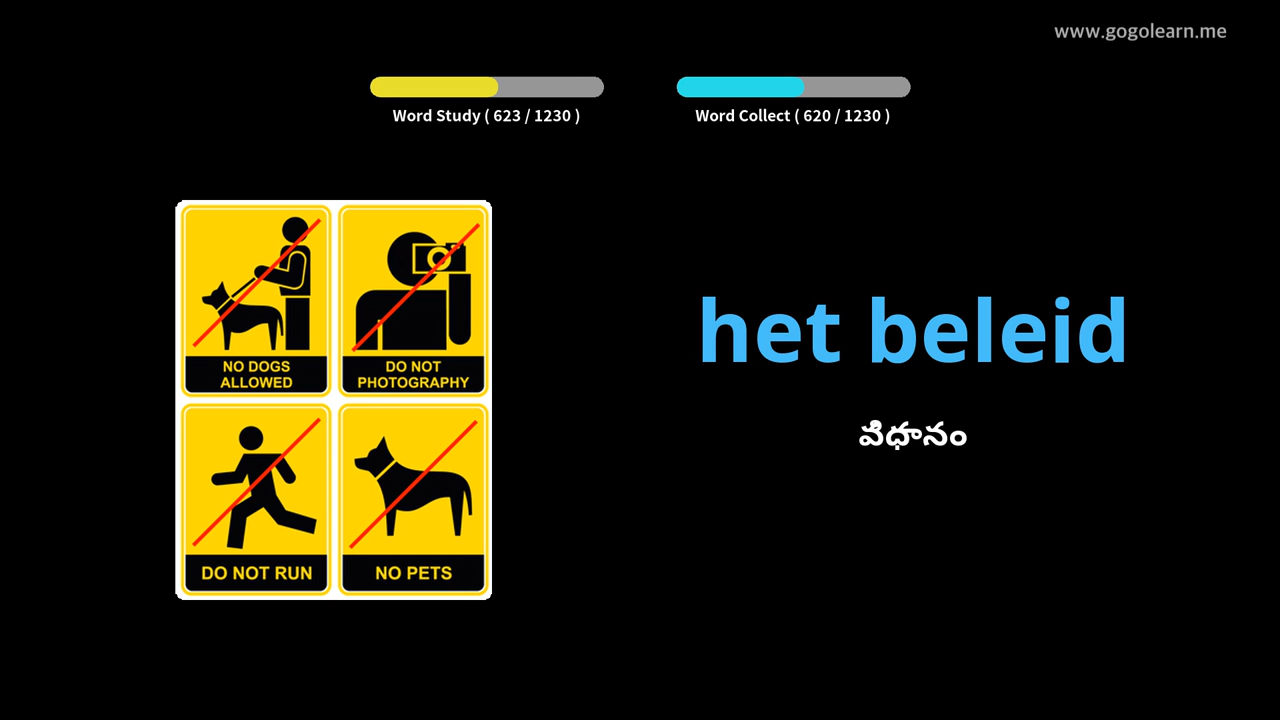 www.gogolearn.me
Word Study ( 623 / 1230 )
Word Collect ( 620 / 1230 )
NO DOGS
ALLOWED
DO NOT
PHOTOGRAPHY
DO NOT RUN
NO PETS
het beleid
విధానం